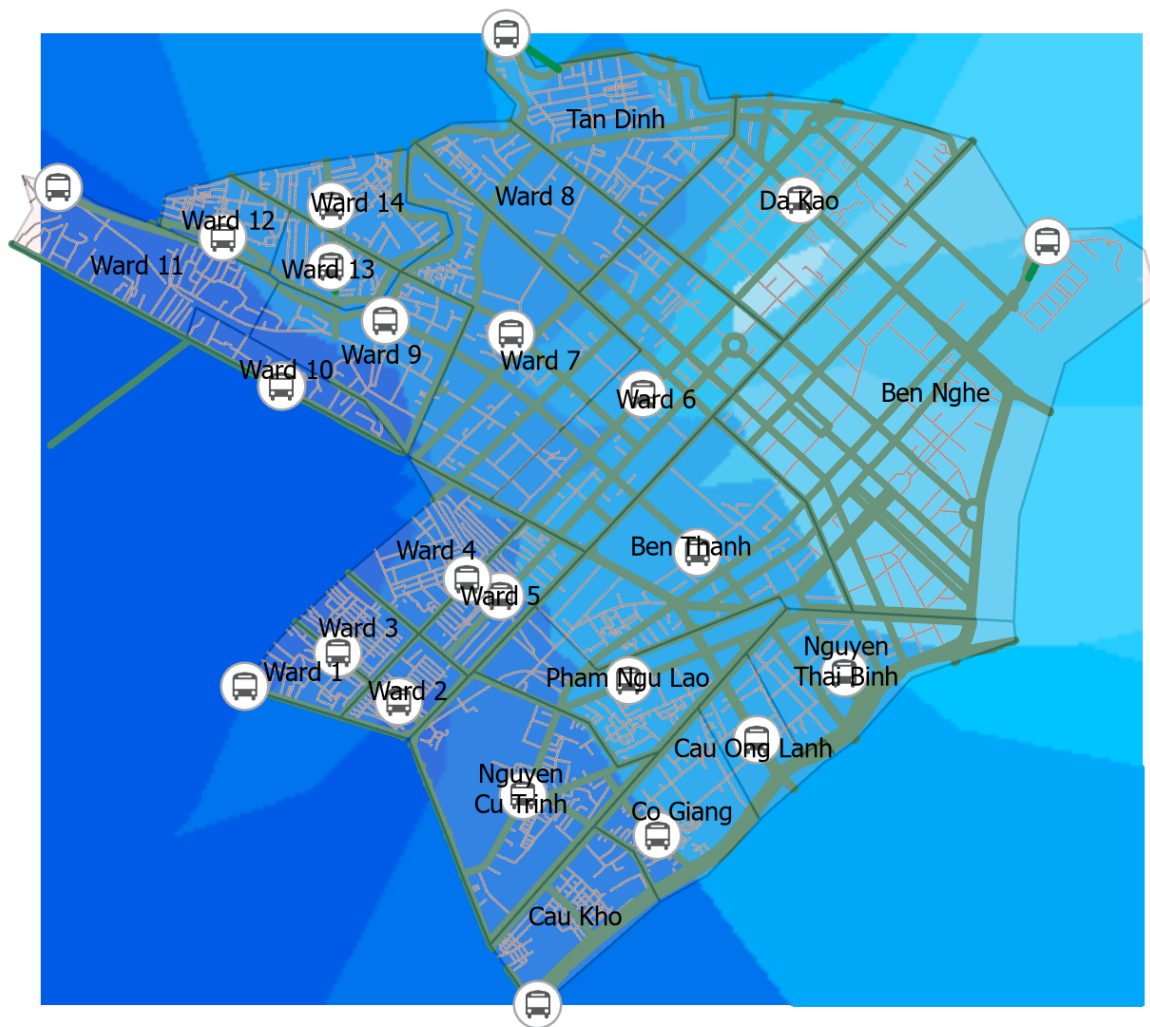 Tan Dinh
Da Kao
Ward 8
Ward 14
Ward 12
Ward 11
Ward 13
Ward 9
Ward 7
Ward 10
Ward 6
Ben Nghe
Ward 4
Ben Thanh
Ward 5
Ward 3
Ward 1
Ward 2
Pham Ngu Lao
Nguyen
Thai Binh
Cau Ong Lanh
Nguyen
Cu Trinh
Co Giang
Cau Kho